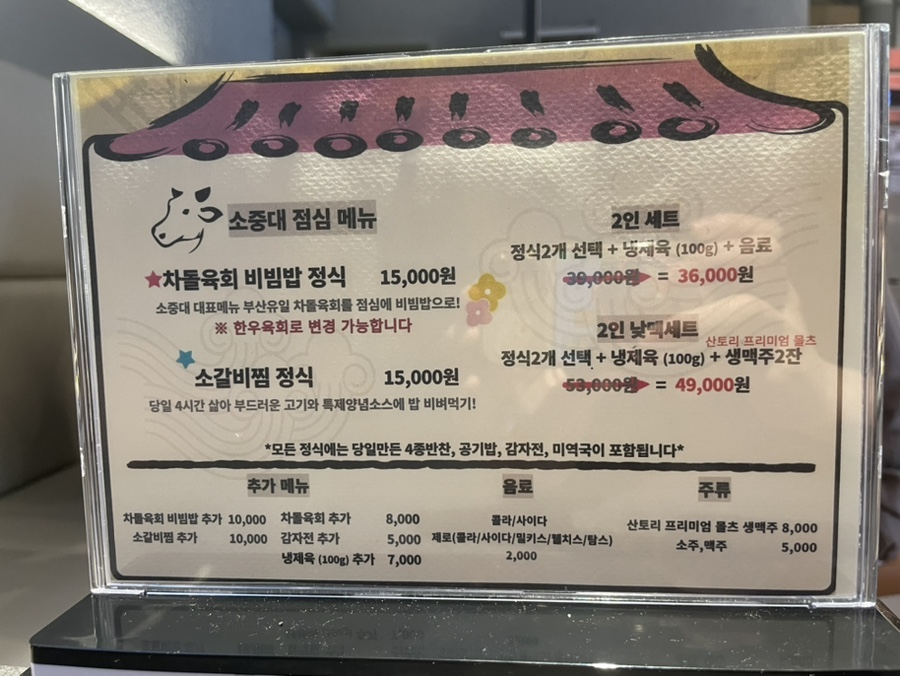 소중대 점심 메뉴
차돌육회 비빔밥 정식 15,000원
소중대 대표메뉴 부산유일 차돌육회를 점심에 비빔밥으로!
※ 한우육회로 변경 가능합니다
소갈비찜 정식 15,000원
당일 4시간 삶아 부드러운 고기와 특제양념소스에 밥 비벼먹기!
2인 세트
정식2개 선택 + 냉제육 (100g) + 음료
39,000원 = 36,000원
2인 낮맥세트
산토리 프리미엄 몰츠
정식2개 선택 + 냉제육 (100g) + 생맥주2잔
53,000원 = 49,000원
*모든 정식에는 당일만든 4종반찬, 공기밥, 감자전, 미역국이 포함됩니다*
추가 메뉴
차돌육회 비빔밥 추가 10,000
소갈비찜 추가 10,000
차돌육회 추가 8,000
감자전 추가 5,000
냉제육 (100g) 추가 7,000
음료
콜라/사이다
제로(콜라/사이다/밀키스/웰치스/탐스)
2,000
주류
산토리 프리미엄 몰츠 생맥주 8,000
소주,맥주 5,000